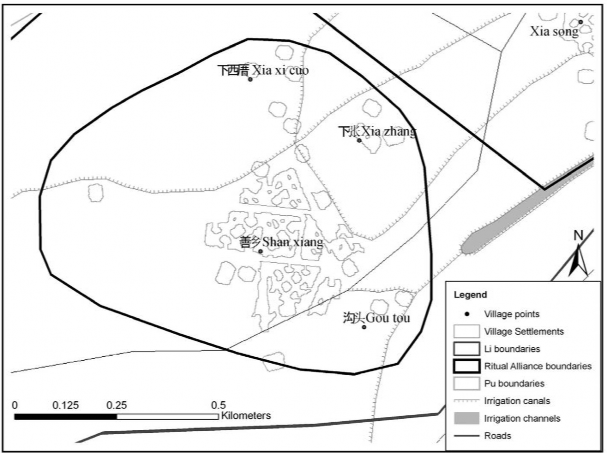 Xia song
下西厝 Xia xi cuo
下张 Xia zhang
善乡 Shan xiang
沟头 Gou tou
N
Legend
Village points
Village Settlements
Li boundaries
Ritual Alliance boundaries
Pu boundaries
Irrigation canals
Irrigation channels
Roads
0 0.125 0.25 0.5
Kilometers